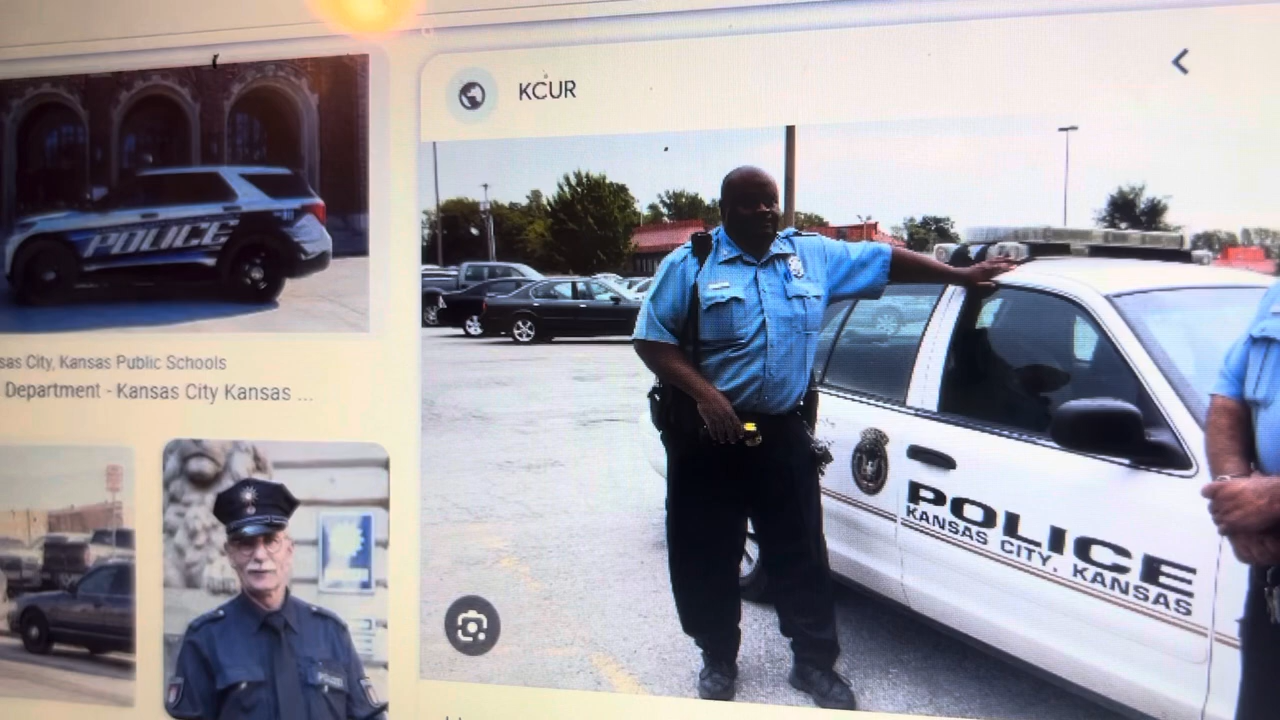 KCUR
POLICE
sas City, Kansas Public Schools
Department - Kansas City Kansas ...
POLICE
KANSAS CITY, KANSAS